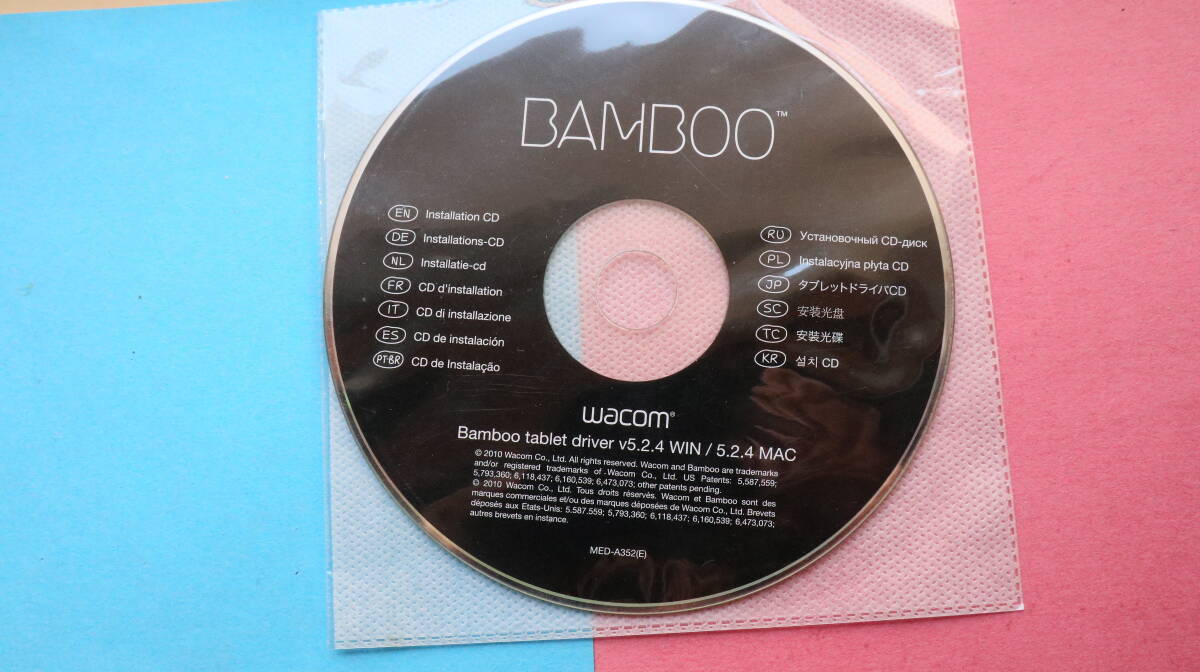 BAMBOO™
EN Installation CD
DE Installations-CD
NL Installatie-cd
FR CD d'installation
IT CD di installazione
ES CD de instalación
PT-BR CD de Instalação
RU Установочный CD-диск
PL Instalacyjna płyta CD
JP タブレットドライバCD
SC 安装光盘
TC 安裝光碟
KR 설치 CD
wacom®
Bamboo tablet driver v5.2.4 WIN / 5.2.4 MAC
© 2010 Wacom Co., Ltd. All rights reserved. Wacom and Bamboo are trademarks
and/or registered trademarks of Wacom Co., Ltd. US Patents: 5,587,559;
5,793,360; 6,118,437; 6,160,539; 6,473,073; other patents pending.
© 2010 Wacom Co., Ltd. Tous droits réservés. Wacom et Bamboo sont des
marques commerciales et/ou des marques déposées de Wacom Co., Ltd. Brevets
déposés aux Etats-Unis: 5.587.559; 5,793,360; 6,118,437; 6,160,539; 6,473,073;
autres brevets en instance.
MED-A352(E)